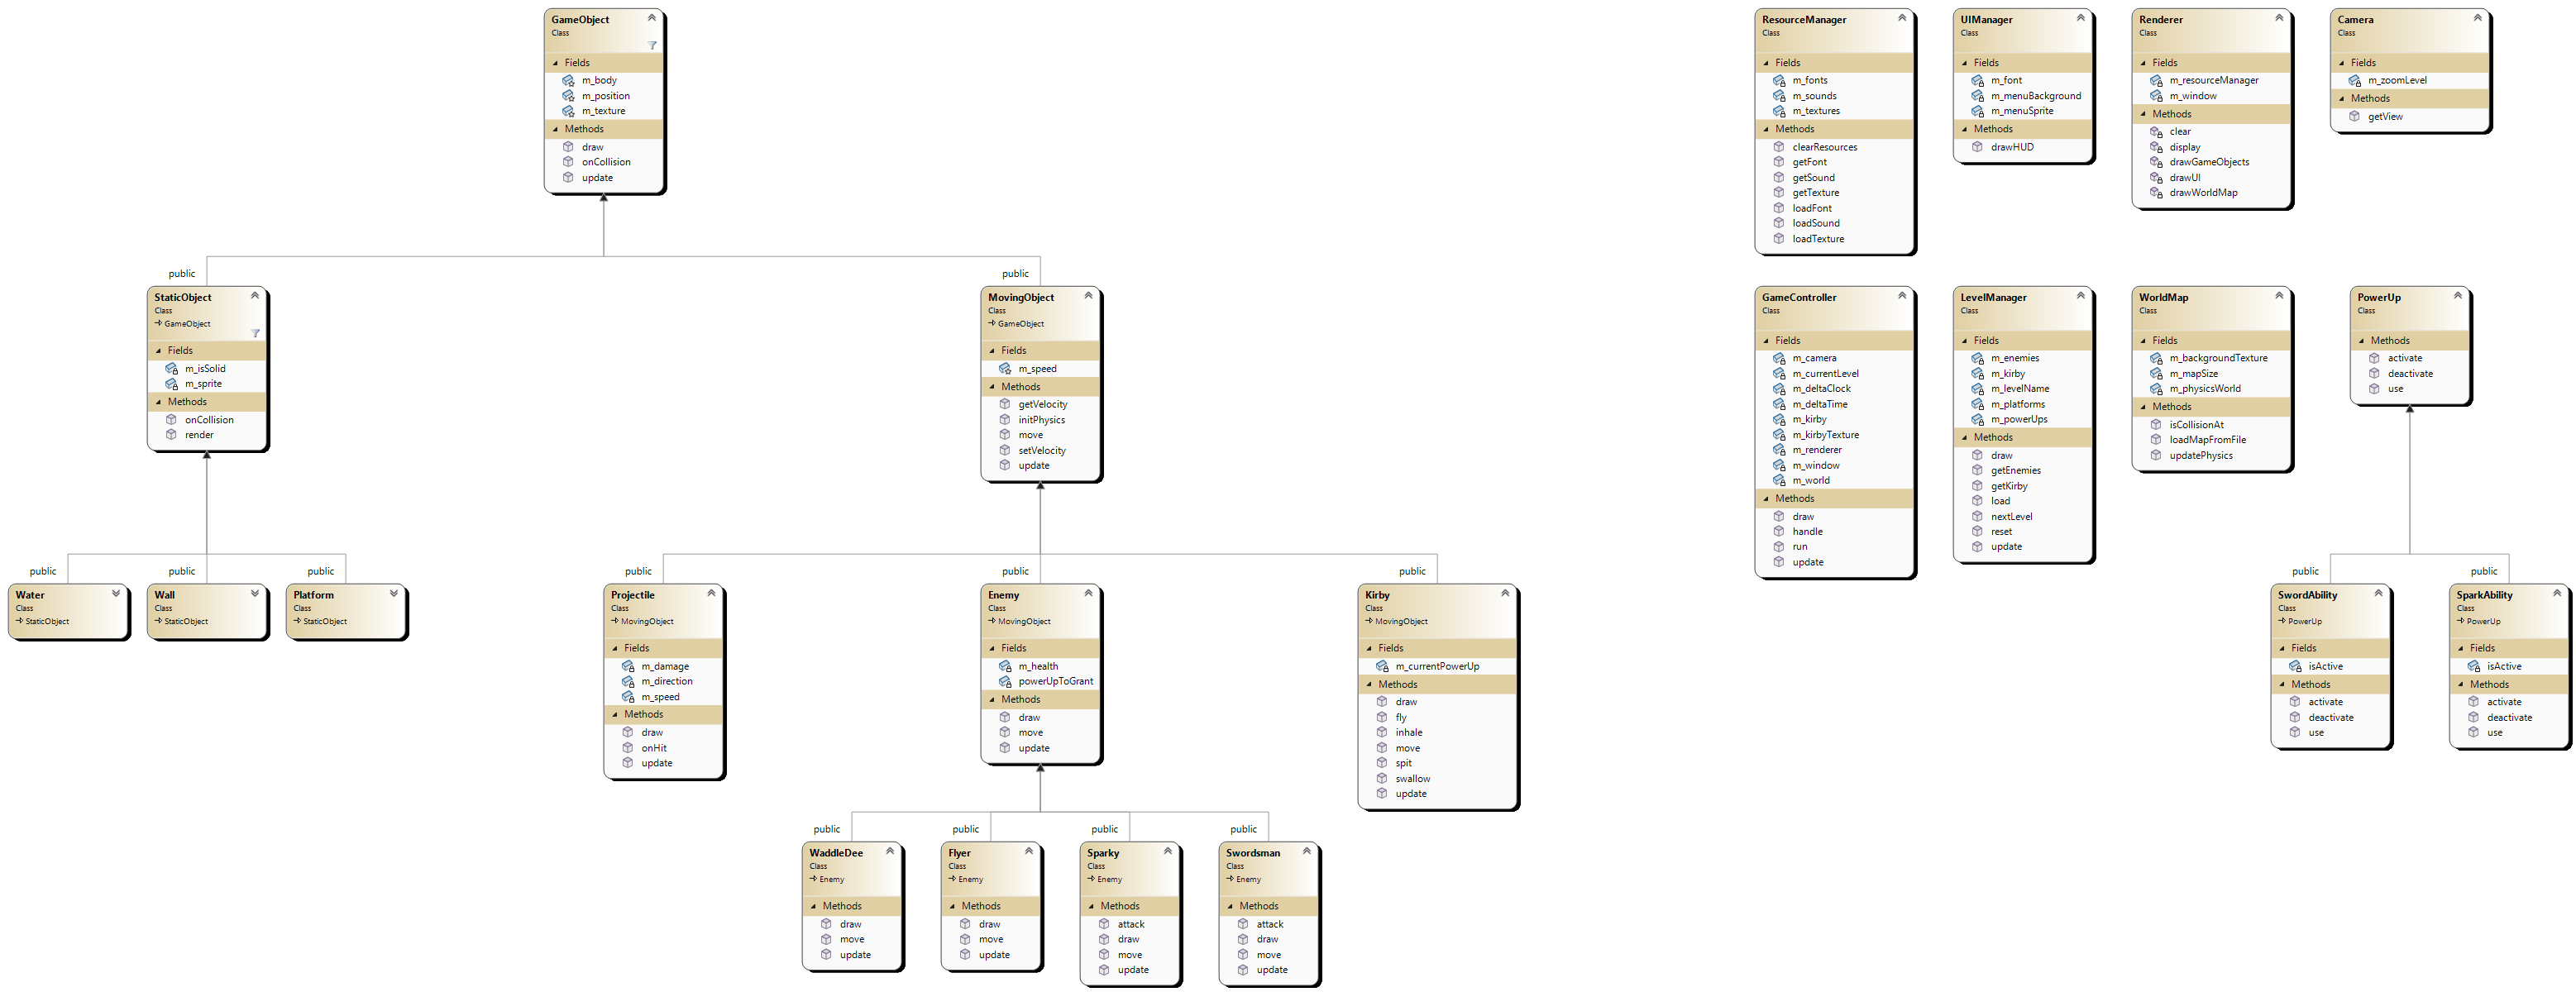 GameObject
Class
Fields
m_body
m_position
m_texture
Methods
draw
onCollision
update
ResourceManager
Class
Fields
m_fonts
m_sounds
m_textures
Methods
clearResources
getFont
getSound
getTexture
loadFont
loadSound
loadTexture
UIManager
Class
Fields
m_font
m_menuBackground
m_menuSprite
Methods
drawHUD
Renderer
Class
Fields
m_resourceManager
m_window
Methods
clear
display
drawGameObjects
drawUI
drawWorldMap
Camera
Class
Fields
m_zoomLevel
Methods
getView
public
StaticObject
Class
GameObject
Fields
m_isSolid
m_sprite
Methods
onCollision
render
public
MovingObject
Class
GameObject
Fields
m_speed
Methods
getVelocity
initPhysics
move
setVelocity
update
GameController
Class
Fields
m_camera
m_currentLevel
m_deltaClock
m_deltaTime
m_kirby
m_kirbyTexture
m_renderer
m_window
m_world
Methods
draw
handle
run
update
LevelManager
Class
Fields
m_enemies
m_kirby
m_levelName
m_platforms
m_powerUps
Methods
draw
getEnemies
getKirby
load
nextLevel
reset
update
WorldMap
Class
Fields
m_backgroundTexture
m_mapSize
m_physicsWorld
Methods
isCollisionAt
loadMapFromFile
updatePhysics
PowerUp
Class
Methods
activate
deactivate
use
public
Water
Class
StaticObject
public
Wall
Class
StaticObject
public
Platform
Class
StaticObject
public
Projectile
Class
MovingObject
Fields
m_damage
m_direction
m_speed
Methods
draw
onHit
update
public
Enemy
Class
MovingObject
Fields
m_health
powerUpToGrant
Methods
draw
move
update
public
Kirby
Class
MovingObject
Fields
m_currentPowerUp
Methods
draw
fly
inhale
move
spit
swallow
update
public
SwordAbility
Class
PowerUp
Fields
isActive
Methods
activate
deactivate
use
public
SparkAbility
Class
PowerUp
Fields
isActive
Methods
activate
deactivate
use
public
WaddleDee
Class
Enemy
Methods
draw
move
update
public
Flyer
Class
Enemy
Methods
draw
move
update
public
Sparky
Class
Enemy
Methods
attack
draw
move
update
public
Swordsman
Class
Enemy
Methods
attack
draw
move
update